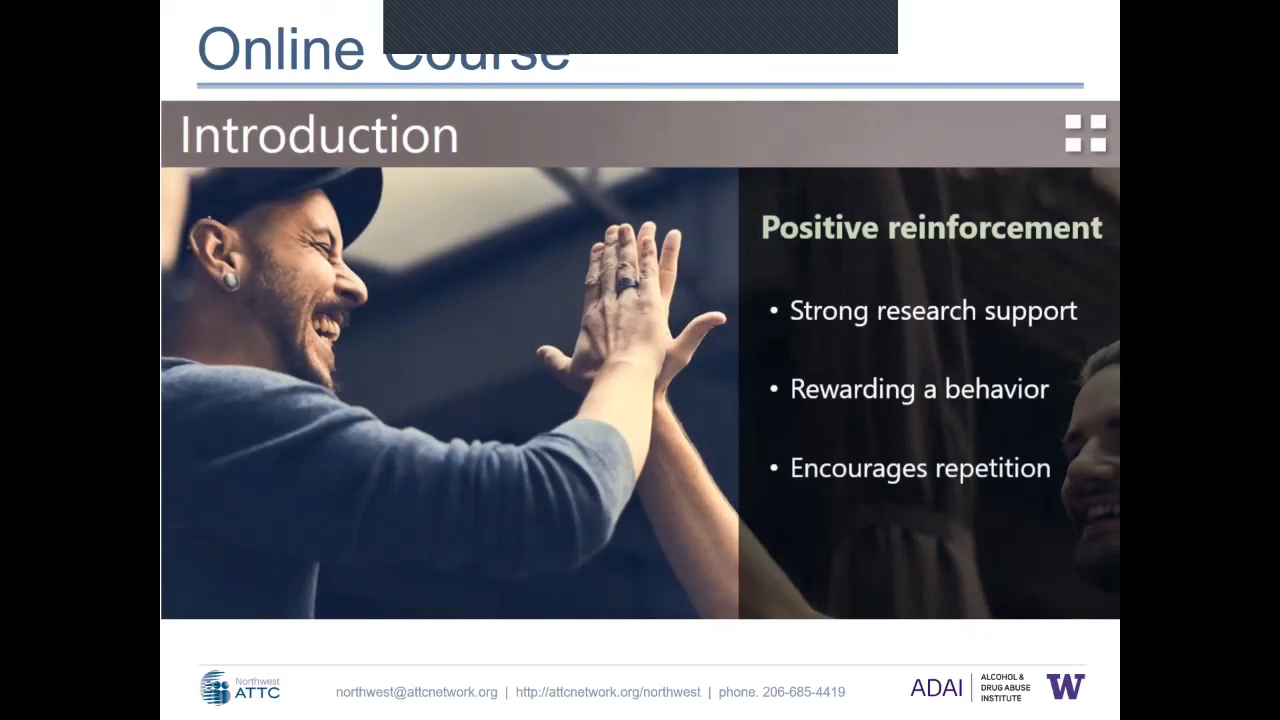 Online Course
Introduction
Positive reinforcement
• Strong research support
• Rewarding a behavior
• Encourages repetition
Northwest
ATTC
northwest@attcnetwork.org | http://attcnetwork.org/northwest | phone. 206-685-4419
ADAI
ALCOHOL &
DRUG ABUSE
INSTITUTE
W